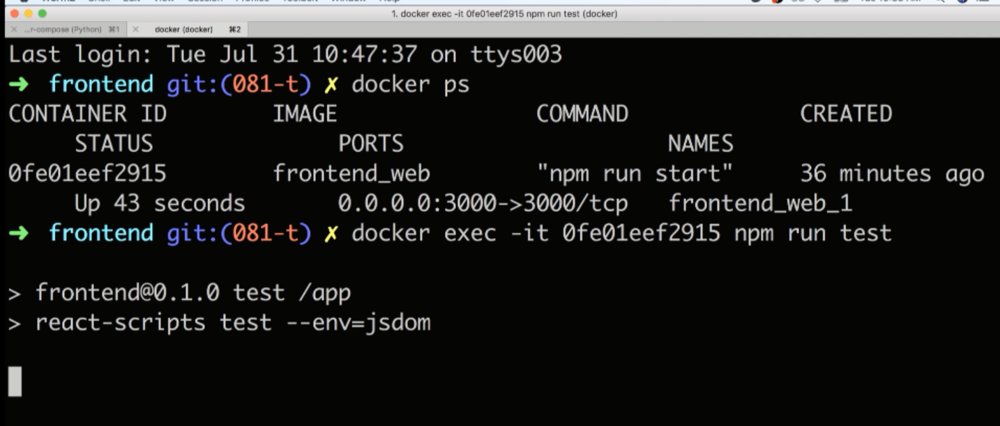 1. docker exec -it 0fe01eef2915 npm run test (docker)
...r-compose (Python) ⌘1 docker (docker) ⌘2
Last login: Tue Jul 31 10:47:37 on ttys003
➜ frontend git:(081-t) ✗ docker ps
CONTAINER ID IMAGE COMMAND CREATED
STATUS PORTS NAMES
0fe01eef2915 frontend_web "npm run start" 36 minutes ago
Up 43 seconds 0.0.0.0:3000->3000/tcp frontend_web_1
➜ frontend git:(081-t) ✗ docker exec -it 0fe01eef2915 npm run test
> frontend@0.1.0 test /app
> react-scripts test --env=jsdom